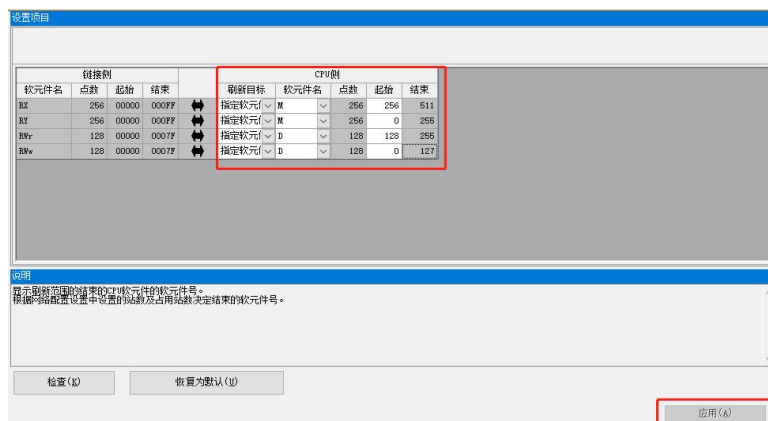 设置项目
链接侧 CPU侧
软元件名 点数 起始 结束 刷新目标 软元件名 点数 起始 结束
RX 256 00000 000FF 指定软元件 M 256 256 511
RY 256 00000 000FF 指定软元件 M 256 0 255
RWr 128 00000 0007F 指定软元件 D 128 128 255
RWw 128 00000 0007F 指定软元件 D 128 0 127
说明
显示刷新范围的结束的CPU软元件的软元件号。
根据网络配置设置中设置的站数及占用站数决定结束的软元件号。
检查(K) 恢复为默认(U)
应用(A)